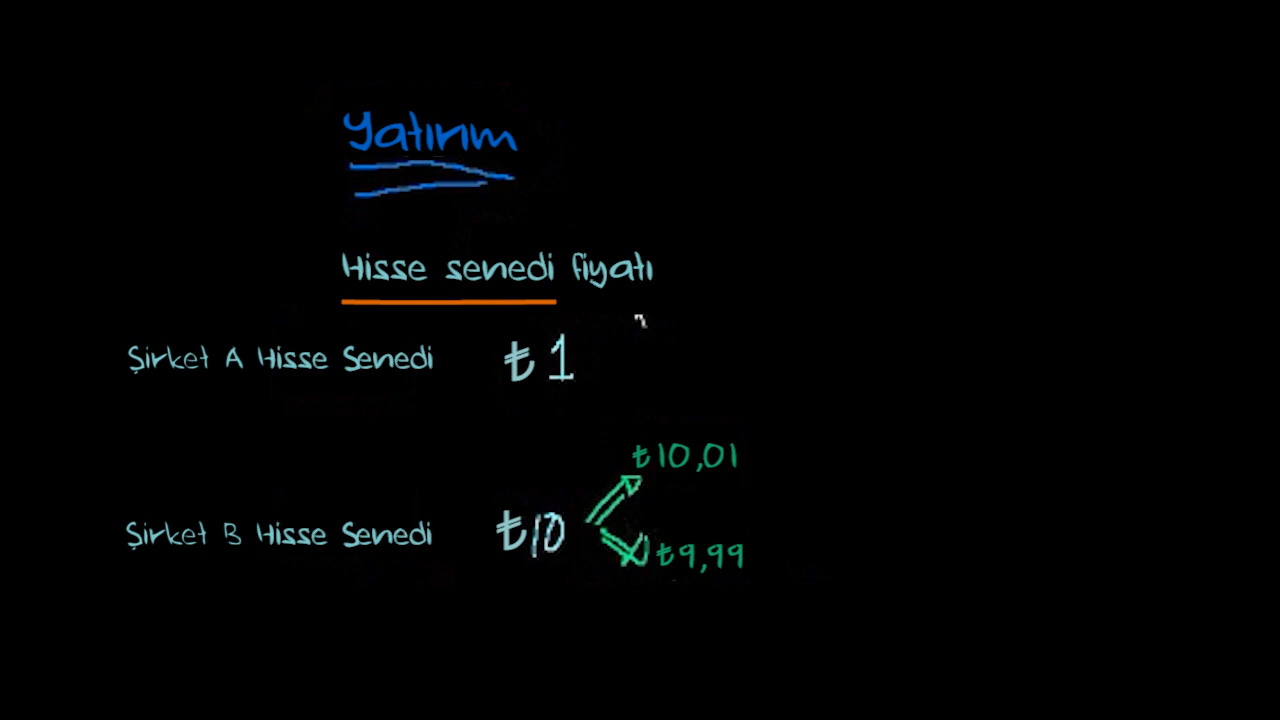 Yatırım
Hisse senedi fiyatı
Şirket A Hisse Senedi ₺1
₺10,01
Şirket B Hisse Senedi ₺10
₺9,99